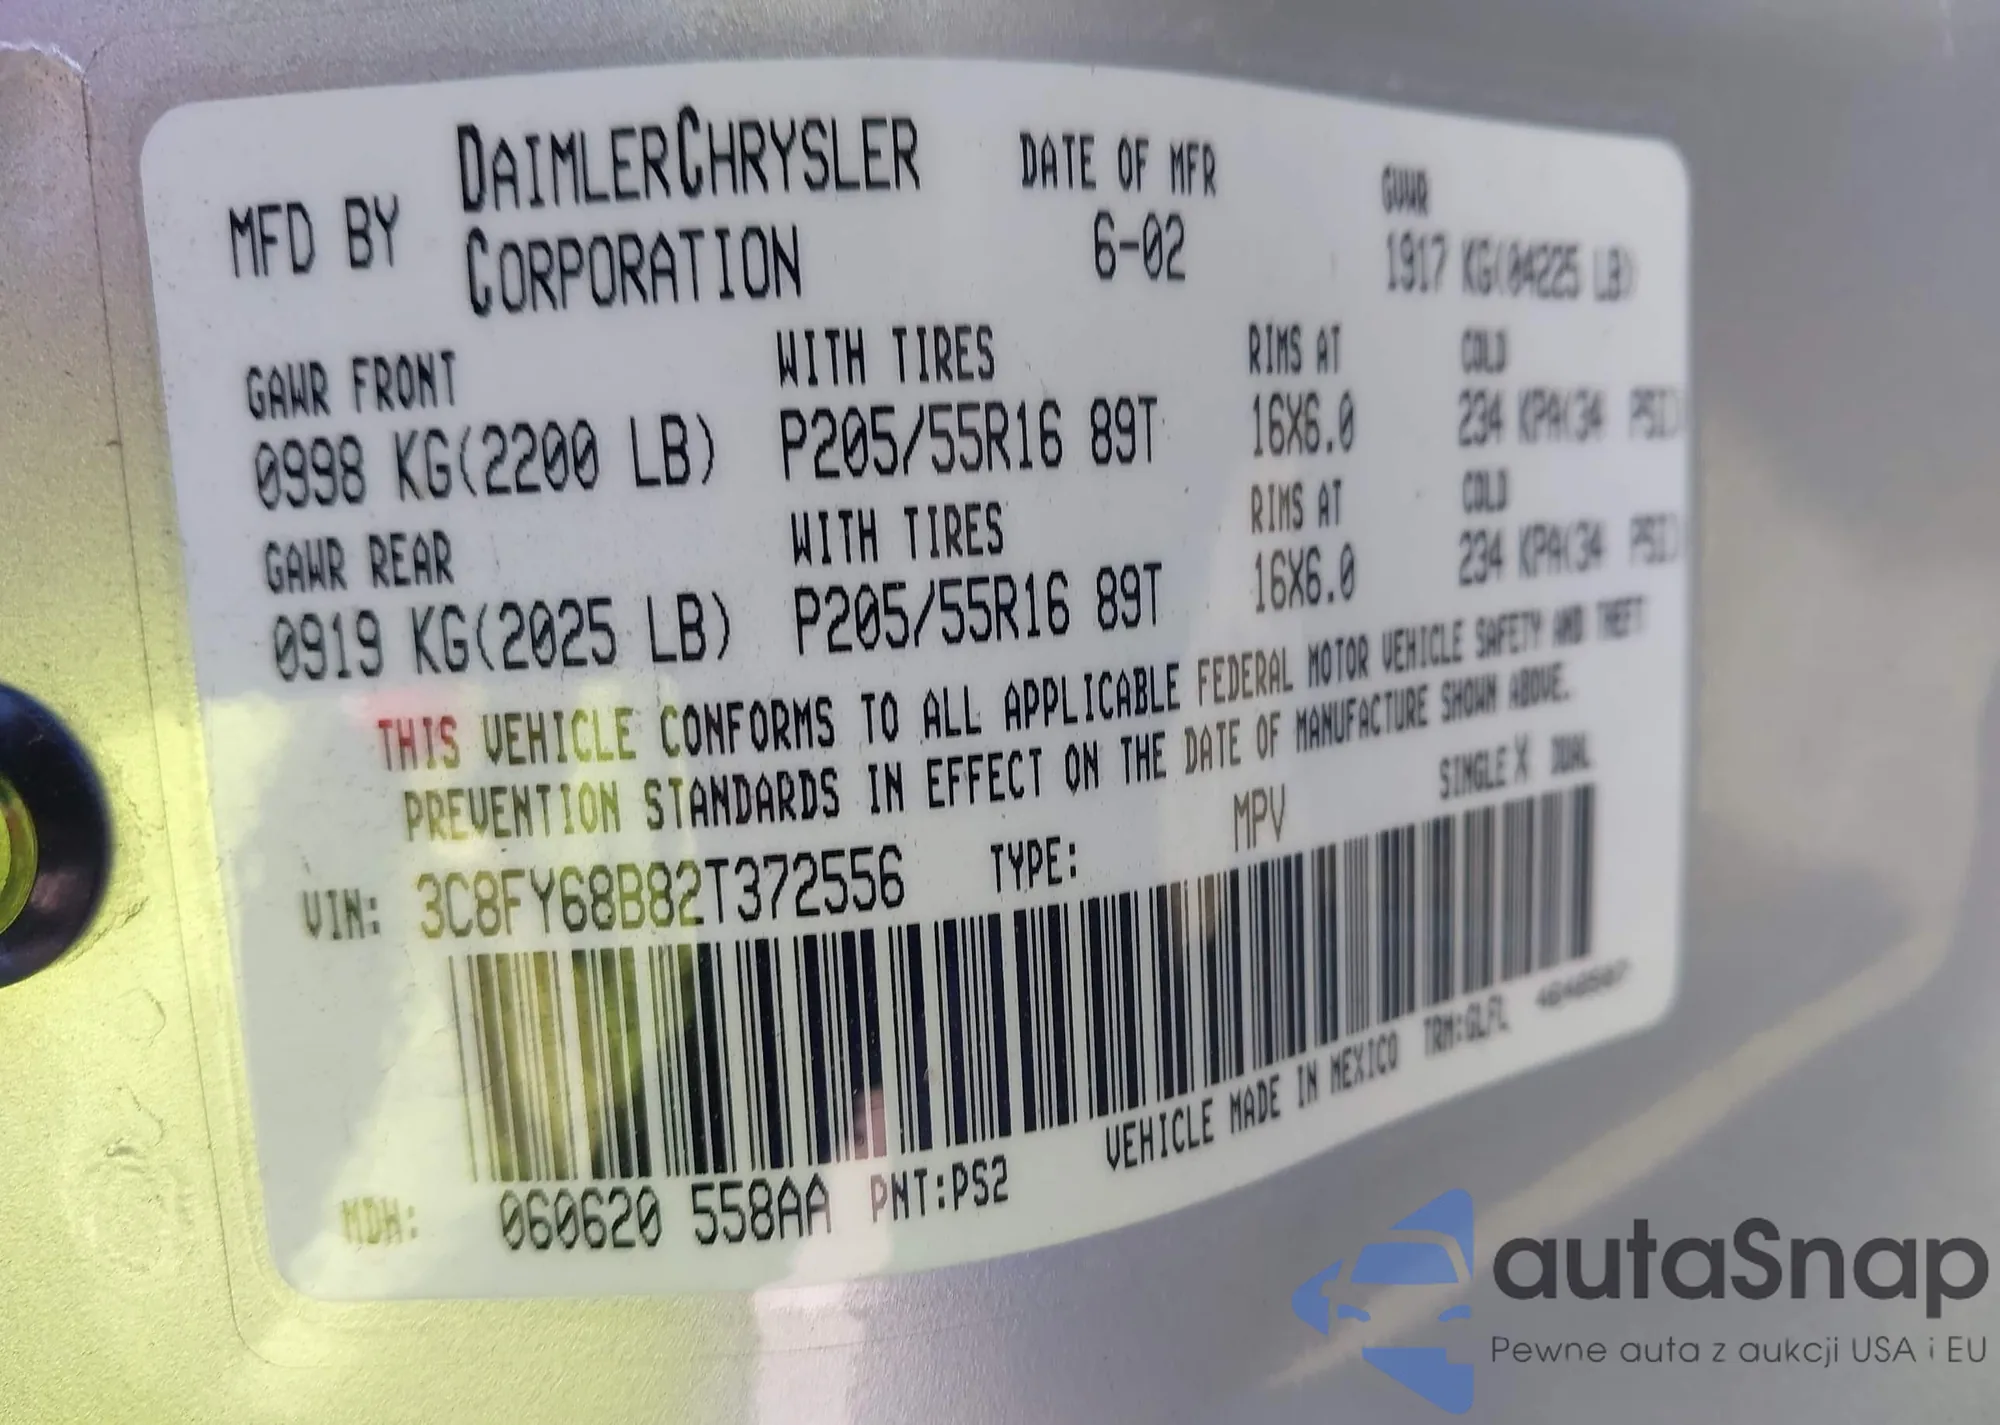 MFD BY DAIMLERCHRYSLER CORPORATION DATE OF MFR 6-02 GVWR 1917 KG(04225 LB)
GAWR FRONT WITH TIRES RIMS AT COLD
0998 KG(2200 LB) P205/55R16 89T 16X6.0 234 KPA(34 PSI)
GAWR REAR WITH TIRES RIMS AT COLD
0919 KG(2025 LB) P205/55R16 89T 16X6.0 234 KPA(34 PSI)
THIS VEHICLE CONFORMS TO ALL APPLICABLE FEDERAL MOTOR VEHICLE SAFETY AND THEFT
PREVENTION STANDARDS IN EFFECT ON THE DATE OF MANUFACTURE SHOWN ABOVE.
VIN: 3C8FY68B82T372556 TYPE: MPV SINGLE X DUAL
MDH: 060620 558AA PNT:PS2 VEHICLE MADE IN MEXICO TRM:GLFL
autaSnap
Pewne auta z aukcji USA i EU